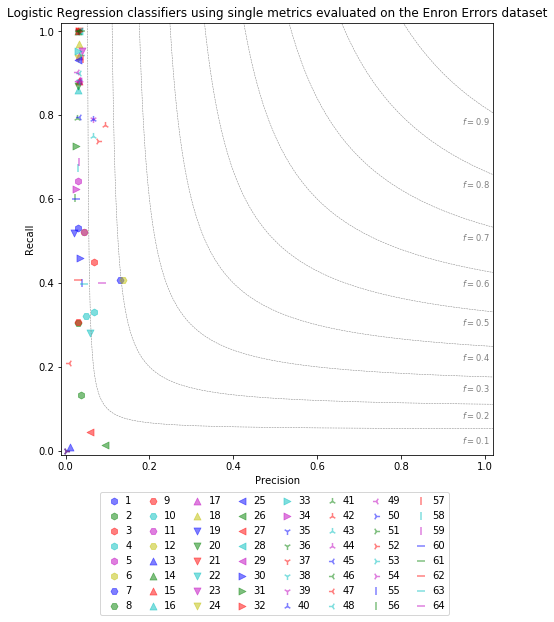 Logistic Regression classifiers using single metrics evaluated on the Enron Errors dataset
1.0
0.8
0.6
0.4
0.2
0.0
Recall
f = 0.9
f = 0.8
f = 0.7
f = 0.6
f = 0.5
f = 0.4
f = 0.3
f = 0.2
f = 0.1
0.0 0.2 0.4 0.6 0.8 1.0
Precision
1 9 17 25 33 41 49 57
2 10 18 26 34 42 50 58
3 11 19 27 35 43 51 59
4 12 20 28 36 44 52 60
5 13 21 29 37 45 53 61
6 14 22 30 38 46 54 62
7 15 23 31 39 47 55 63
8 16 24 32 40 48 56 64